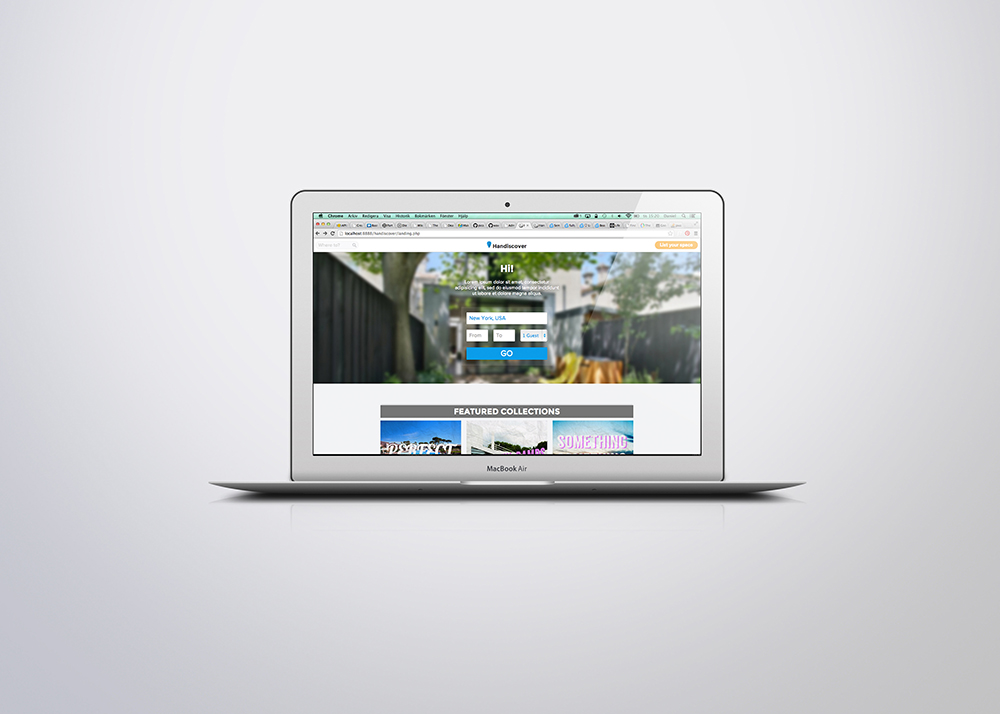 Chrome Arkiv Redigera Visa Historik Bokmärken Fönster Hjälp
localhost:8888/handiscover/landing.php
Where to?
Handiscover
List your space
Hi!
Lorem ipsum dolor sit amet, consectetur
adipiscing elit, sed do eiusmod tempor incididunt
ut labore et dolore magna aliqua.
New York, USA
From To 1 Guest
GO
FEATURED COLLECTIONS
PERFECT
SOMETHING
MacBook Air